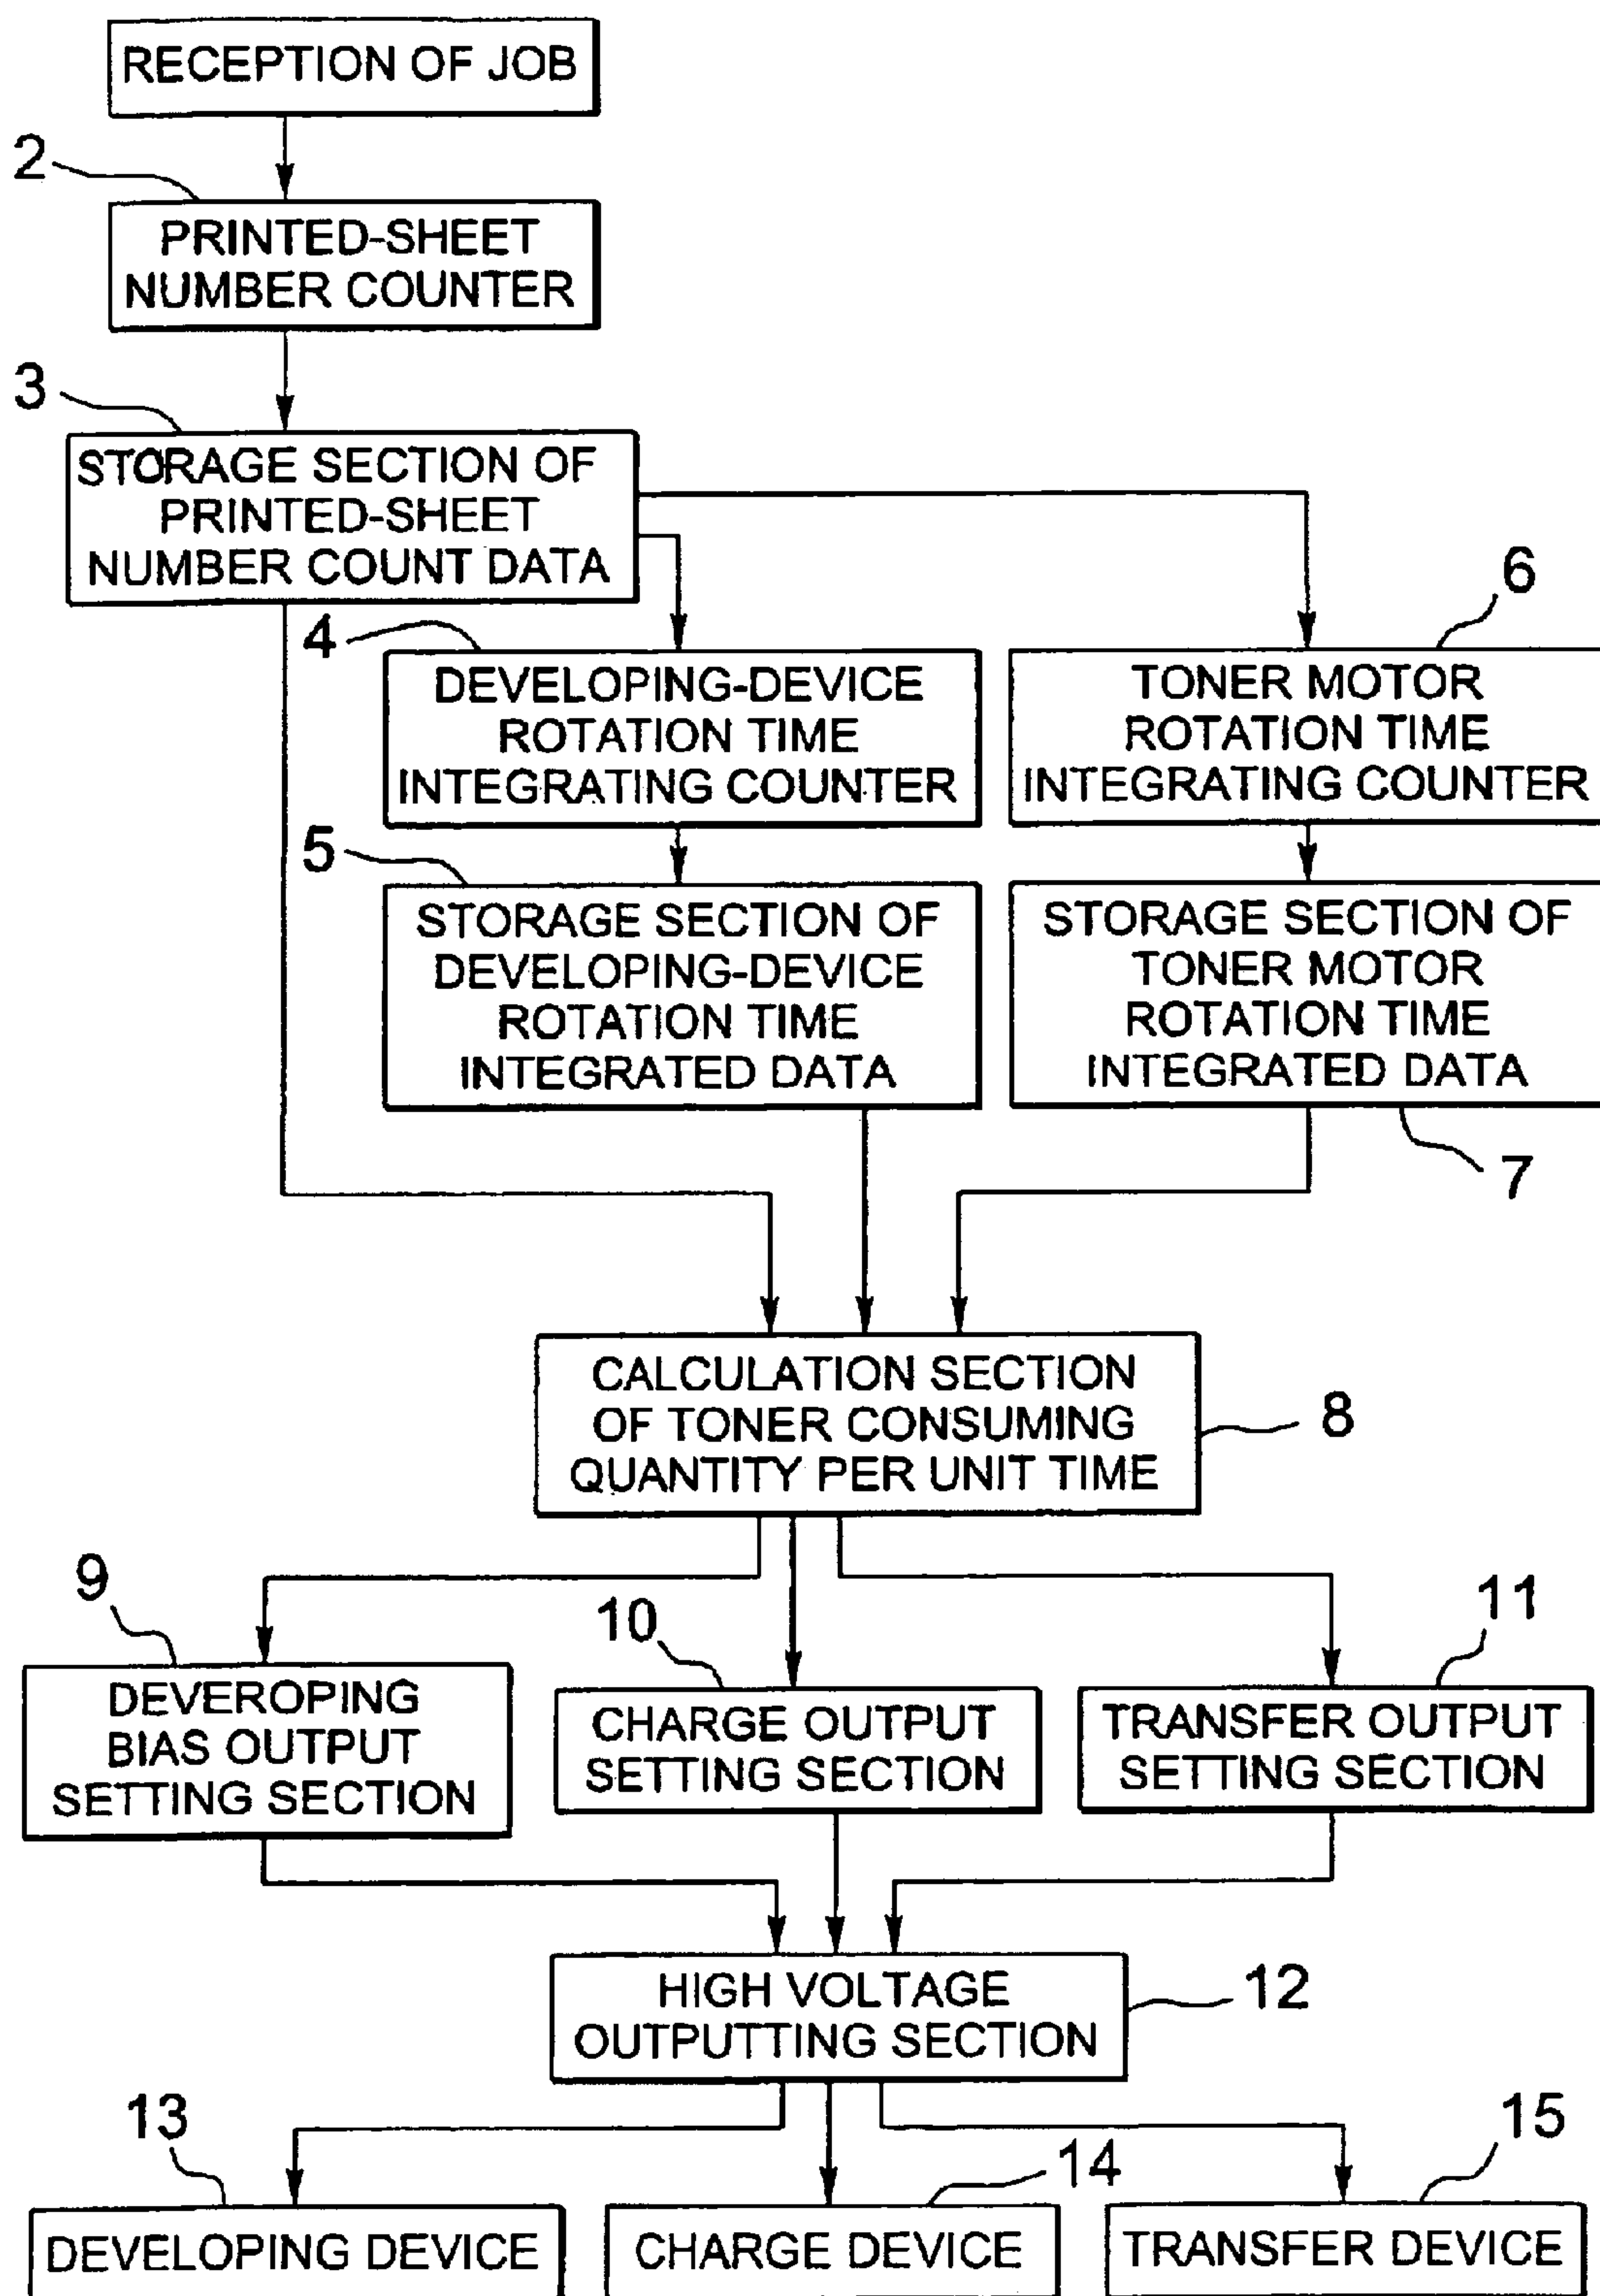 RECEPTION OF JOB
2
PRINTED-SHEET
NUMBER COUNTER
3
STORAGE SECTION OF
PRINTED-SHEET
NUMBER COUNT DATA
4
DEVELOPING-DEVICE
ROTATION TIME
INTEGRATING COUNTER
6
TONER MOTOR
ROTATION TIME
INTEGRATING COUNTER
5
STORAGE SECTION OF
DEVELOPING-DEVICE
ROTATION TIME
INTEGRATED DATA
STORAGE SECTION OF
TONER MOTOR
ROTATION TIME
INTEGRATED DATA
7
CALCULATION SECTION
OF TONER CONSUMING
QUANTITY PER UNIT TIME
8
9
DEVEROPING
BIAS OUTPUT
SETTING SECTION
10
CHARGE OUTPUT
SETTING SECTION
11
TRANSFER OUTPUT
SETTING SECTION
HIGH VOLTAGE
OUTPUTTING SECTION
12
13
DEVELOPING DEVICE
14
CHARGE DEVICE
15
TRANSFER DEVICE